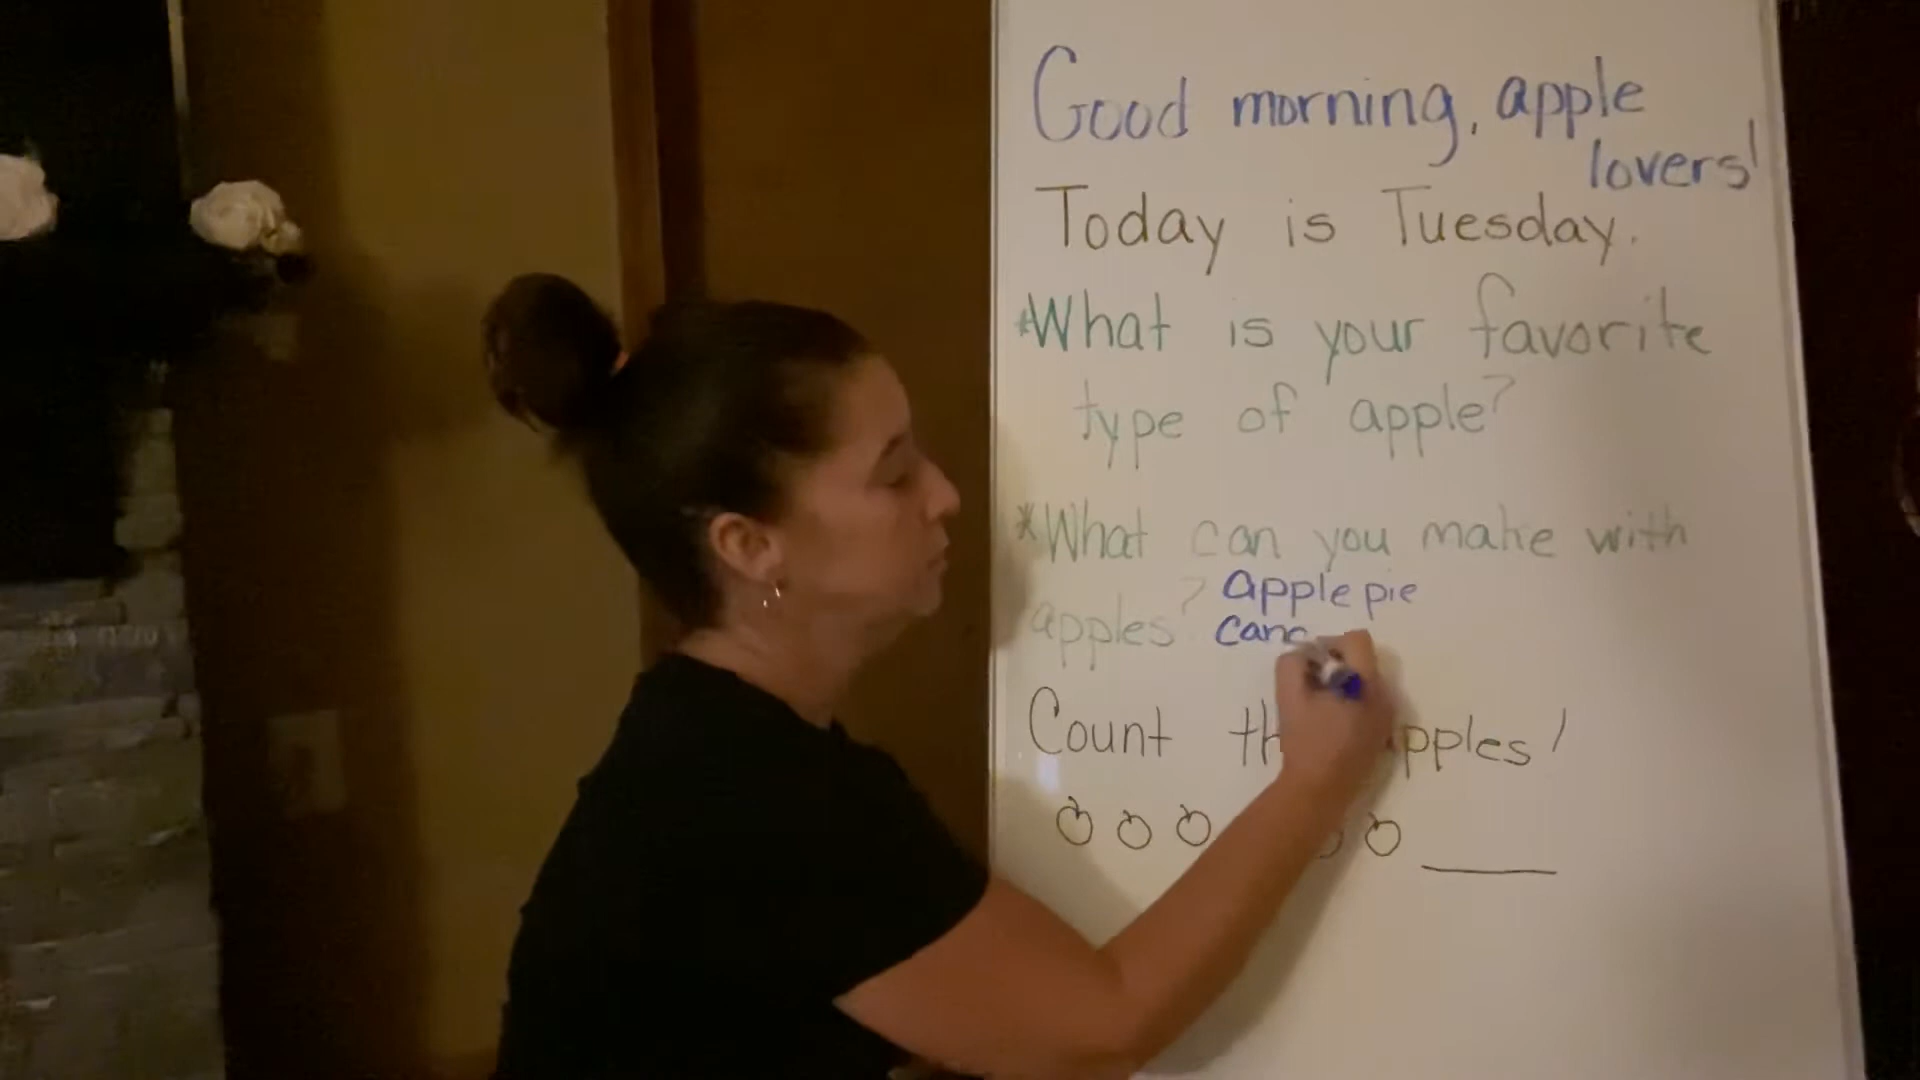 Good morning, apple
lovers!
Today is Tuesday.
*What is your favorite
type of apple?
*What can you make with
apples? apple pie
Count apples!